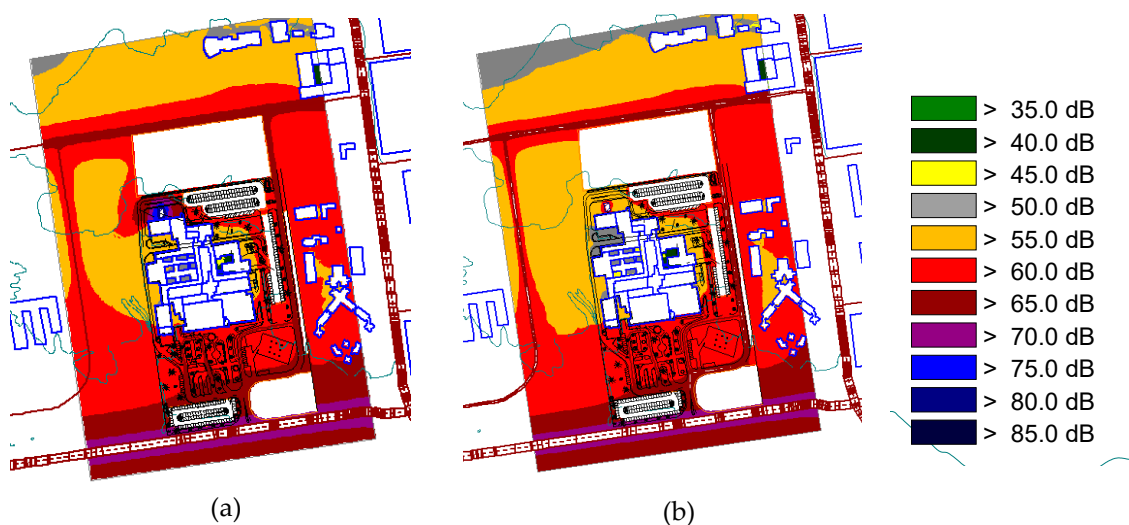 > 35.0 dB
> 40.0 dB
> 45.0 dB
> 50.0 dB
> 55.0 dB
> 60.0 dB
> 65.0 dB
> 70.0 dB
> 75.0 dB
> 80.0 dB
> 85.0 dB
(a)
(b)